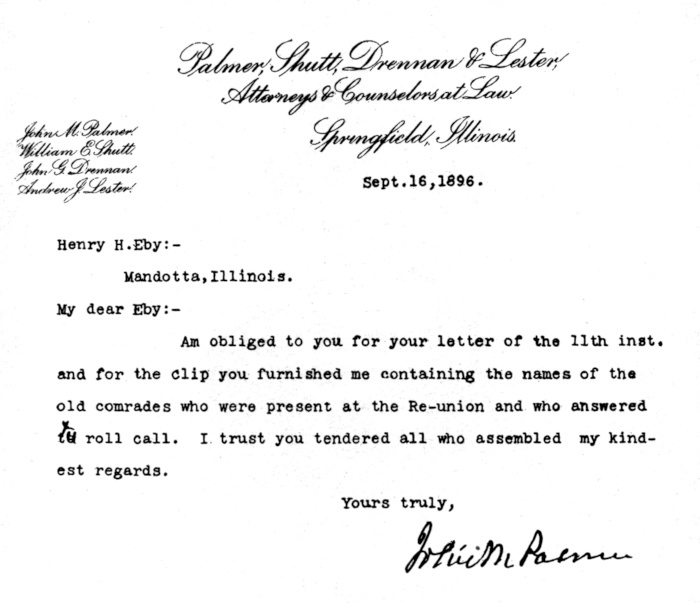 Palmer, Shutt, Drennan & Lester,
Attorneys & Counselors, at Law.
Springfield, Illinois.
John M. Palmer.
William E. Shutt.
John G. Drennan.
Andrew J. Lester.
Sept.16,1896.
Henry H.Eby:-
Mandotta,Illinois.
My dear Eby:-
Am obliged to you for your letter of the 11th inst.
and for the clip you furnished me containing the names of the
old comrades who were present at the Re-union and who answered
to roll call. I trust you tendered all who assembled my kind-
est regards.
Yours truly,
John M Palmer